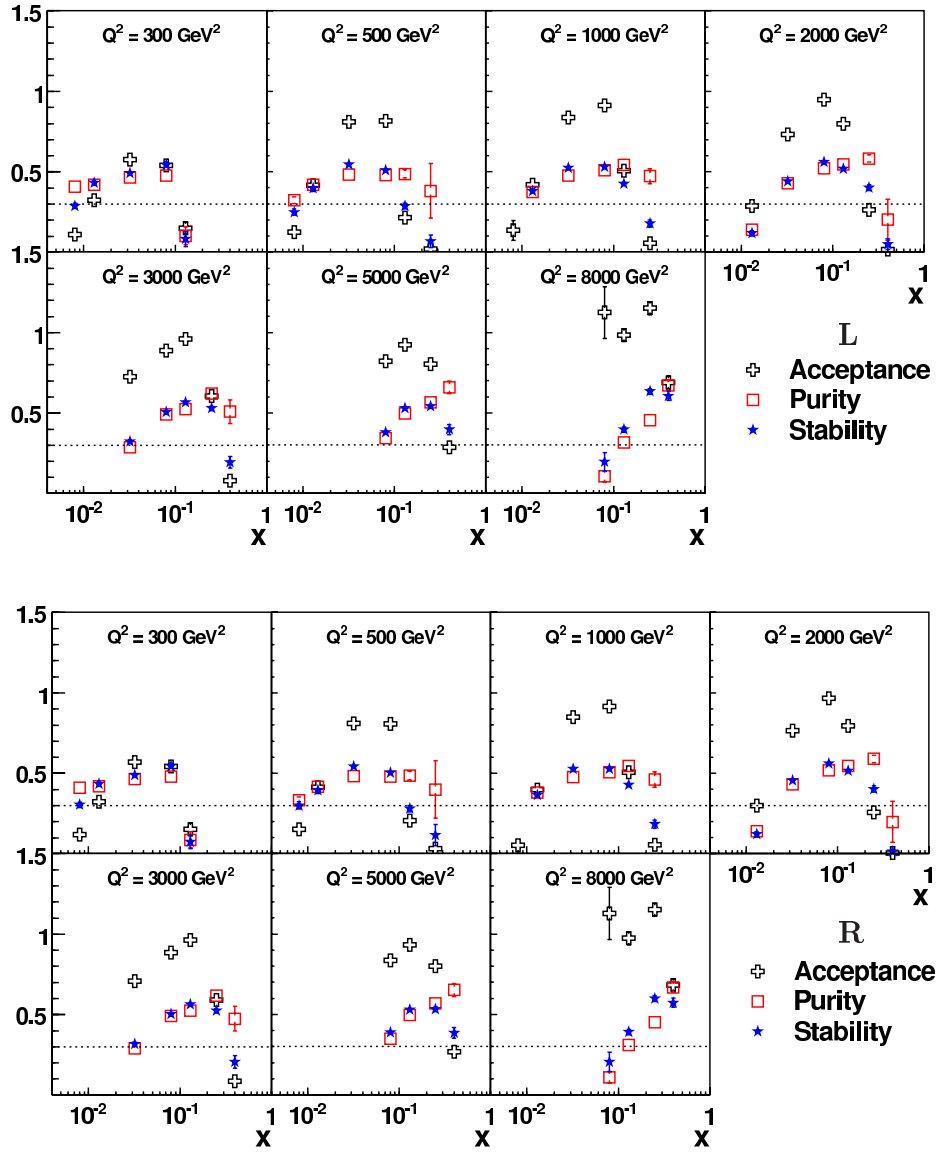 Q² = 300 GeV² Q² = 500 GeV² Q² = 1000 GeV² Q² = 2000 GeV²
1.5
1
0.5
1.5
10⁻² 10⁻¹ 1
x
Q² = 3000 GeV² Q² = 5000 GeV² Q² = 8000 GeV²
1
0.5
10⁻² 10⁻¹ 1 10⁻² 10⁻¹ 1 10⁻² 10⁻¹ 1
x x x
L
Acceptance
Purity
Stability
Q² = 300 GeV² Q² = 500 GeV² Q² = 1000 GeV² Q² = 2000 GeV²
1.5
1
0.5
1.5
10⁻² 10⁻¹ 1
x
Q² = 3000 GeV² Q² = 5000 GeV² Q² = 8000 GeV²
1
0.5
10⁻² 10⁻¹ 1 10⁻² 10⁻¹ 1 10⁻² 10⁻¹ 1
x x x
R
Acceptance
Purity
Stability